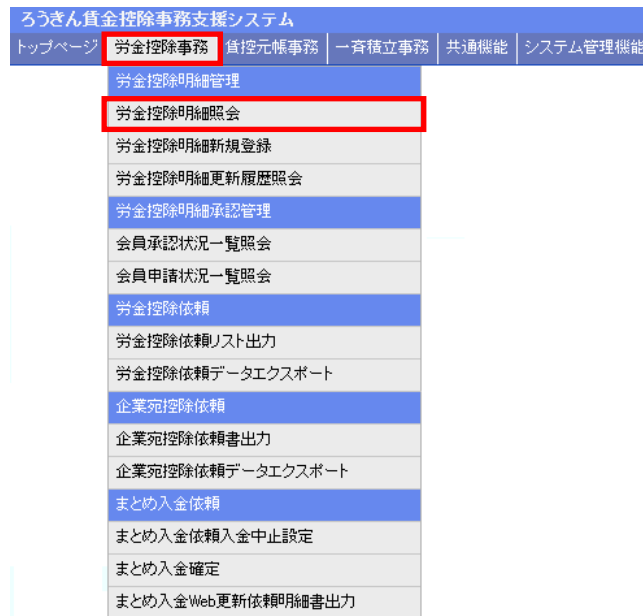 ろうきん賃金控除事務支援システム
トップページ 労金控除事務 賃控元帳事務 一斉積立事務 共通機能 システム管理機能
労金控除明細管理
労金控除明細照会
労金控除明細新規登録
労金控除明細更新履歴照会
労金控除明細承認管理
会員承認状況一覧照会
会員申請状況一覧照会
労金控除依頼
労金控除依頼リスト出力
労金控除依頼データエクスポート
企業宛控除依頼
企業宛控除依頼書出力
企業宛控除依頼データエクスポート
まとめ入金依頼
まとめ入金依頼入金中止設定
まとめ入金確定
まとめ入金Web更新依頼明細書出力